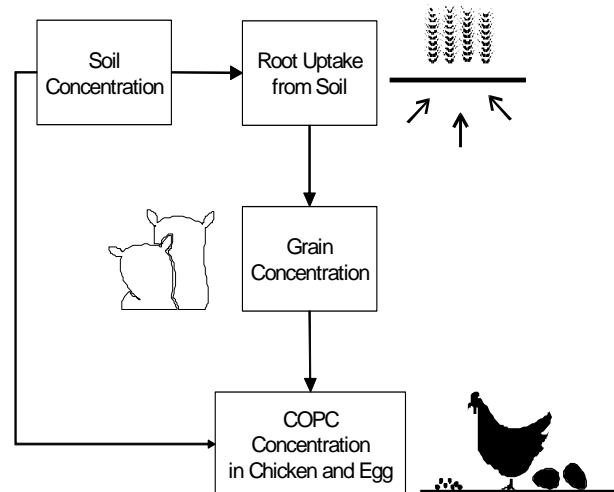 Soil
Concentration
Root Uptake
from Soil
Grain
Concentration
COPC
Concentration
in Chicken and Egg